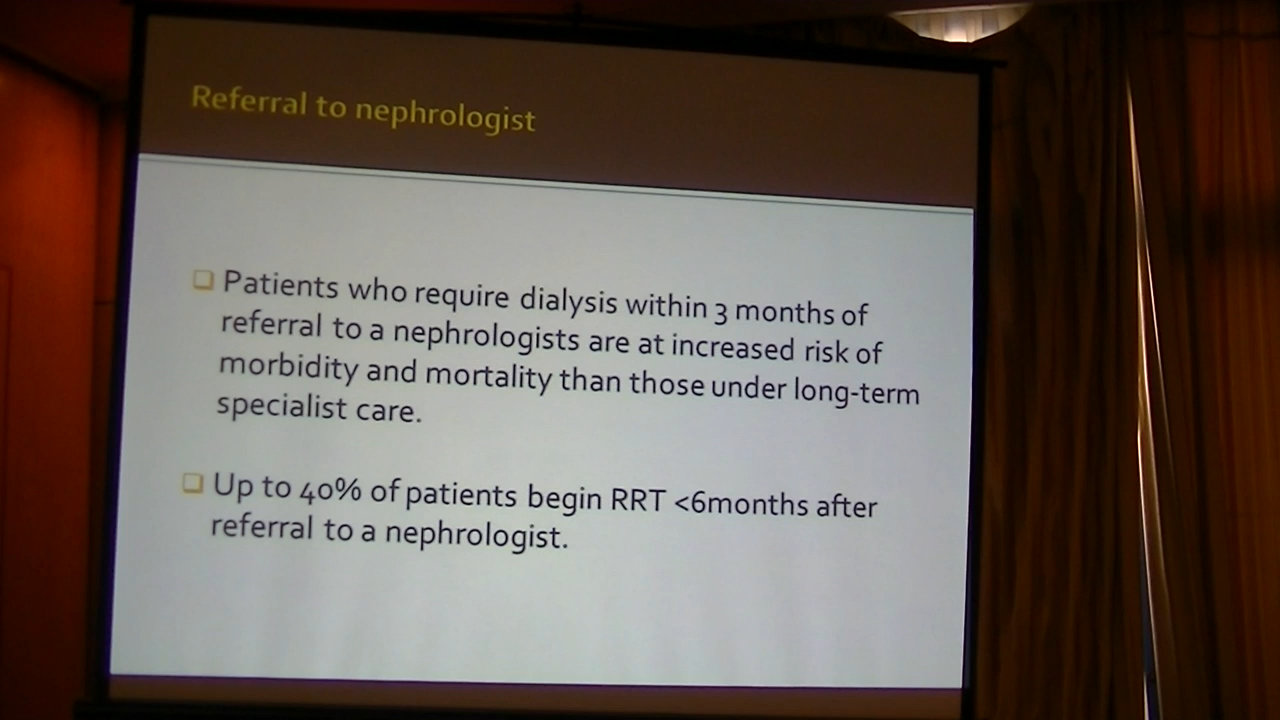 Referral to nephrologist
Patients who require dialysis within 3 months of
referral to a nephrologists are at increased risk of
morbidity and mortality than those under long-term
specialist care.
Up to 40% of patients begin RRT <6months after
referral to a nephrologist.